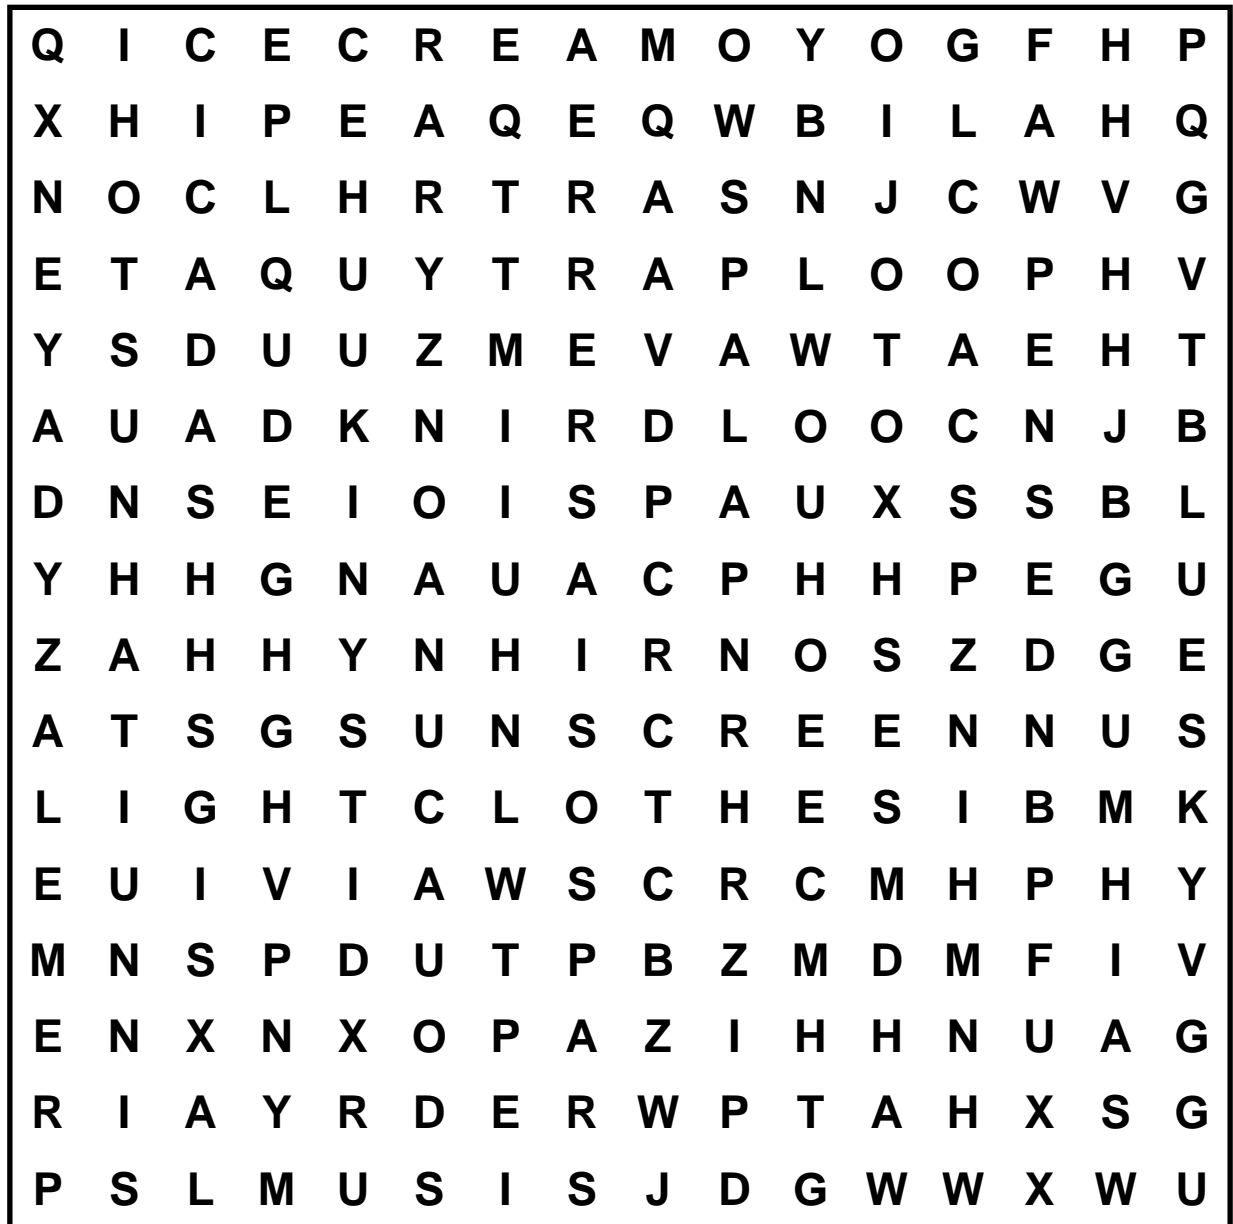 Q I C E C R E A M O Y O G F H P
X H I P E A Q E Q W B I L A H Q
N O C L H R T R A S N J C W V G
E T A Q U Y T R A P L O O P H V
Y S D U U Z M E V A W T A E H T
A U A D K N I R D L O O C N J B
D N S E I O I S P A U X S S B L
Y H H G N A U A C P H H P E G U
Z A H H Y N H I R N O S Z D G E
A T S G S U N S C R E E N N U S
L I G H T C L O T H E S I B M K
E U I V I A W S C R C M H P H Y
M N S P D U T P B Z M D M F I V
E N X N X O P A Z I H H N U A G
R I A Y R D E R W P T A H X S G
P S L M U S I S J D G W W X W U